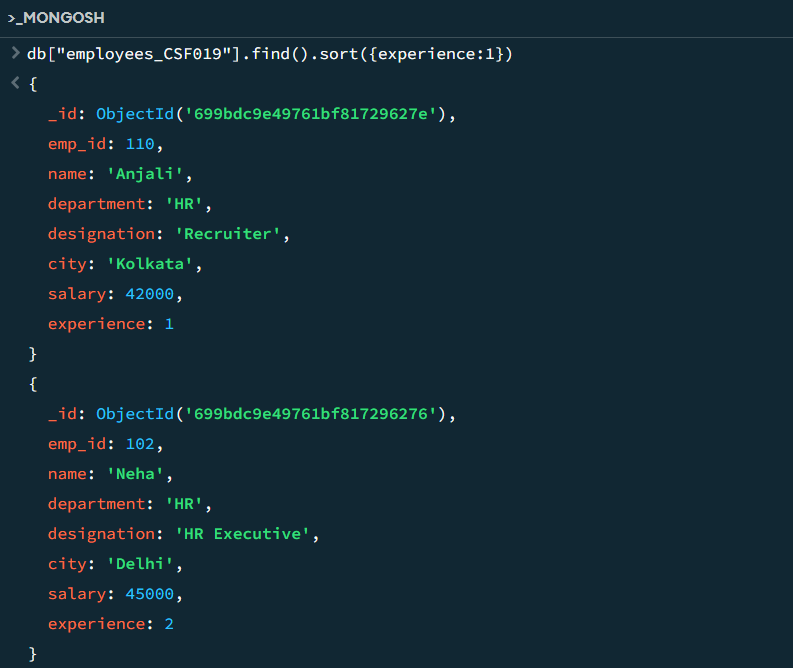 >_MONGOSH
> db["employees_CSF019"].find().sort({experience:1})
< {
_id: ObjectId('699bdc9e49761bf81729627e'),
emp_id: 110,
name: 'Anjali',
department: 'HR',
designation: 'Recruiter',
city: 'Kolkata',
salary: 42000,
experience: 1
}
{
_id: ObjectId('699bdc9e49761bf817296276'),
emp_id: 102,
name: 'Neha',
department: 'HR',
designation: 'HR Executive',
city: 'Delhi',
salary: 45000,
experience: 2
}